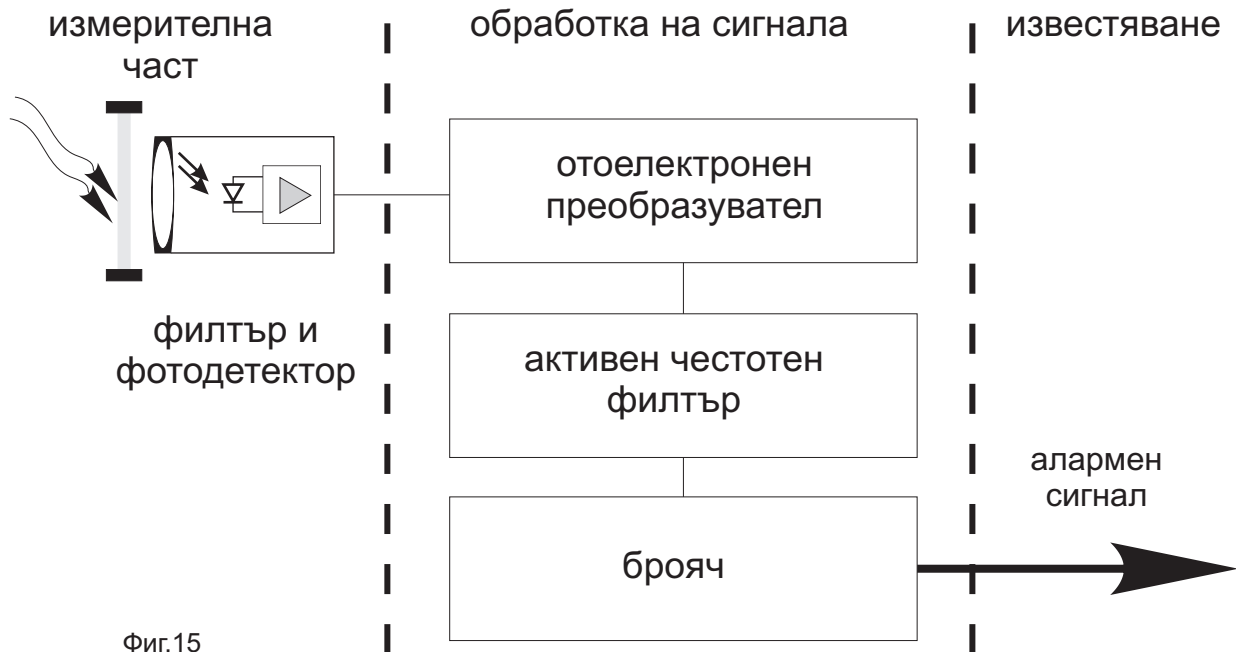 измерителна
част
обработка на сигнала
известяване
отоелектронен
преобразувател
филтър и
фотодетектор
активен честотен
филтър
алармен
сигнал
брояч
Фиг.15